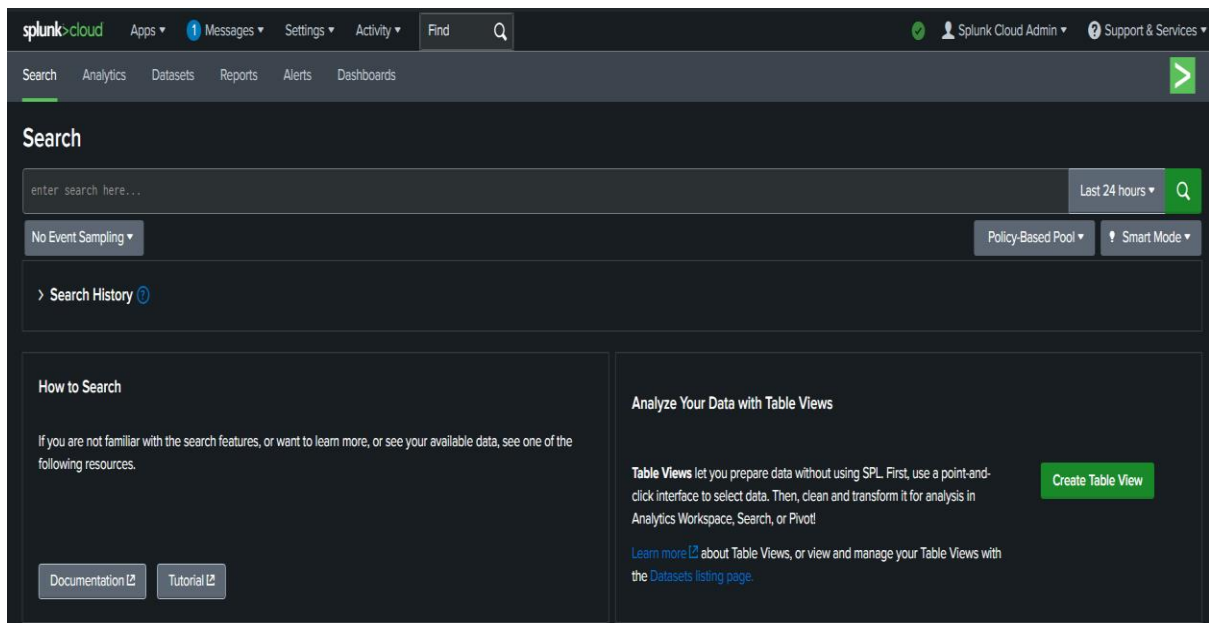 splunk>cloud Apps 1 Messages Settings Activity Find Splunk Cloud Admin ? Support & Services
Search Analytics Datasets Reports Alerts Dashboards
Search
enter search here...
Last 24 hours
No Event Sampling
Policy-Based Pool
Smart Mode
> Search History ?
How to Search
If you are not familiar with the search features, or want to learn more, or see your available data, see one of the
following resources.
Documentation
Tutorial
Analyze Your Data with Table Views
Table Views let you prepare data without using SPL. First, use a point-and-
click interface to select data. Then, clean and transform it for analysis in
Analytics Workspace, Search, or Pivot!
Learn more about Table Views, or view and manage your Table Views with
the Datasets listing page.
Create Table View